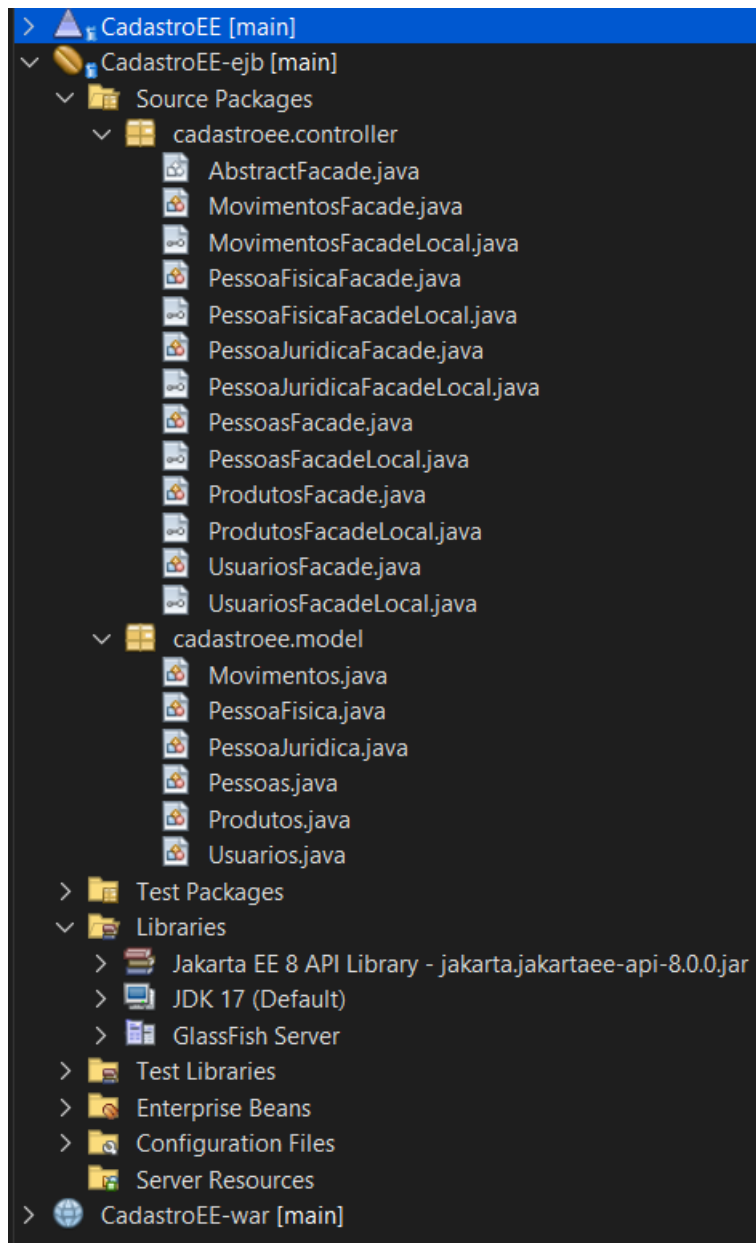 CadastroEE [main]
CadastroEE-ejb [main]
Source Packages
cadastroee.controller
AbstractFacade.java
MovimentosFacade.java
MovimentosFacadeLocal.java
PessoaFisicaFacade.java
PessoaFisicaFacadeLocal.java
PessoaJuridicaFacade.java
PessoaJuridicaFacadeLocal.java
PessoasFacade.java
PessoasFacadeLocal.java
ProdutosFacade.java
ProdutosFacadeLocal.java
UsuariosFacade.java
UsuariosFacadeLocal.java
cadastroee.model
Movimentos.java
PessoaFisica.java
PessoaJuridica.java
Pessoas.java
Produtos.java
Usuarios.java
Test Packages
Libraries
Jakarta EE 8 API Library - jakarta.jakartaee-api-8.0.0.jar
JDK 17 (Default)
GlassFish Server
Test Libraries
Enterprise Beans
Configuration Files
Server Resources
CadastroEE-war [main]